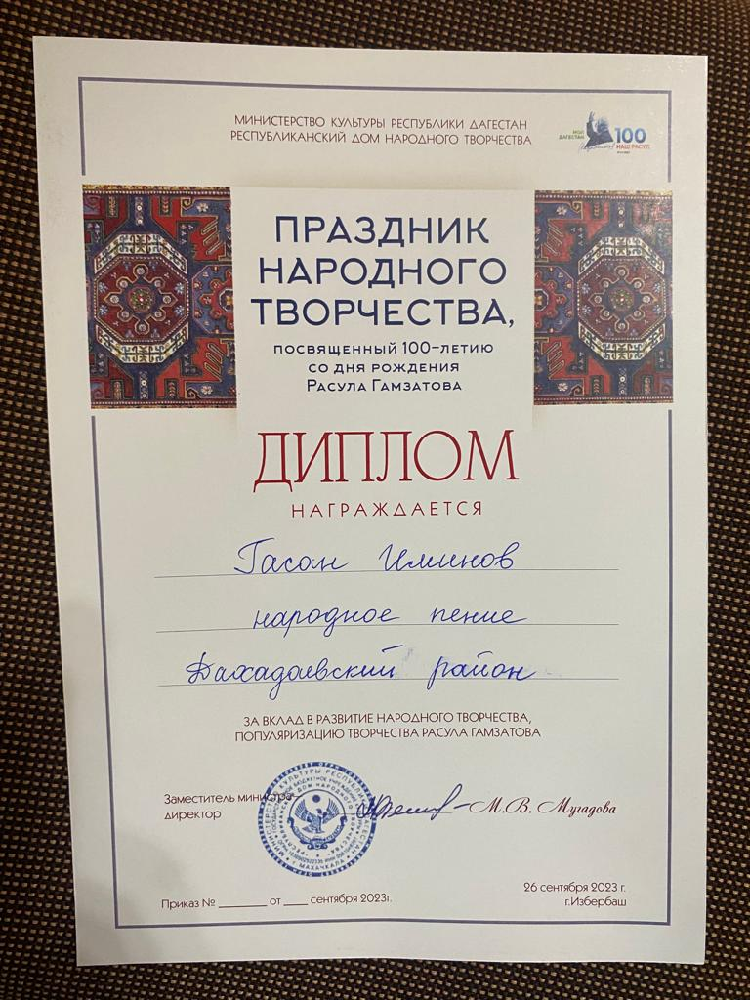 МИНИСТЕРСТВО КУЛЬТУРЫ РЕСПУБЛИКИ ДАГЕСТАН
РЕСПУБЛИКАНСКИЙ ДОМ НАРОДНОГО ТВОРЧЕСТВА
МОЙ
ДАГЕСТАН
100
НАШ РАСУЛ
ПРАЗДНИК
НАРОДНОГО
ТВОРЧЕСТВА,
ПОСВЯЩЕННЫЙ 100-ЛЕТИЮ
СО ДНЯ РОЖДЕНИЯ
РАСУЛА ГАМЗАТОВА
ДИПЛОМ
НАГРАЖДАЕТСЯ
Гасан Иминов
народное пение
Дахадаевский район
ЗА ВКЛАД В РАЗВИТИЕ НАРОДНОГО ТВОРЧЕСТВА,
ПОПУЛЯРИЗАЦИЮ ТВОРЧЕСТВА РАСУЛА ГАМЗАТОВА
Заместитель министра-
директор
М.В. Мугадова
г. МАХАЧКАЛА
26 сентября 2023 г.
г.Избербаш
Приказ № ________ от ____ сентября 2023г.